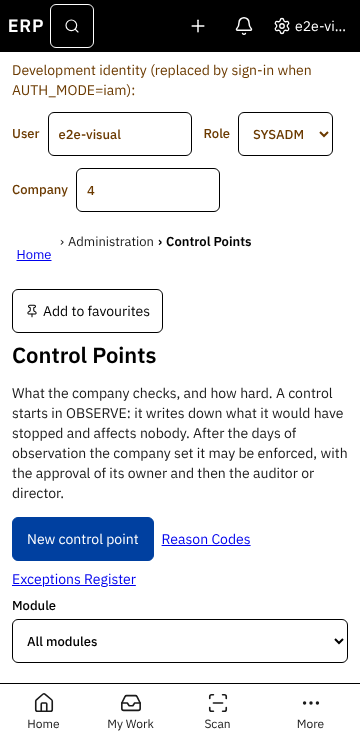 ERP e2e-vi...
Development identity (replaced by sign-in when
AUTH_MODE=iam):
User e2e-visual Role SYSADM
Company 4
Home › Administration › Control Points
Add to favourites
Control Points
What the company checks, and how hard. A control
starts in OBSERVE: it writes down what it would have
stopped and affects nobody. After the days of
observation the company set it may be enforced, with
the approval of its owner and then the auditor or
director.
New control point Reason Codes
Exceptions Register
Module
All modules
Home My Work Scan More